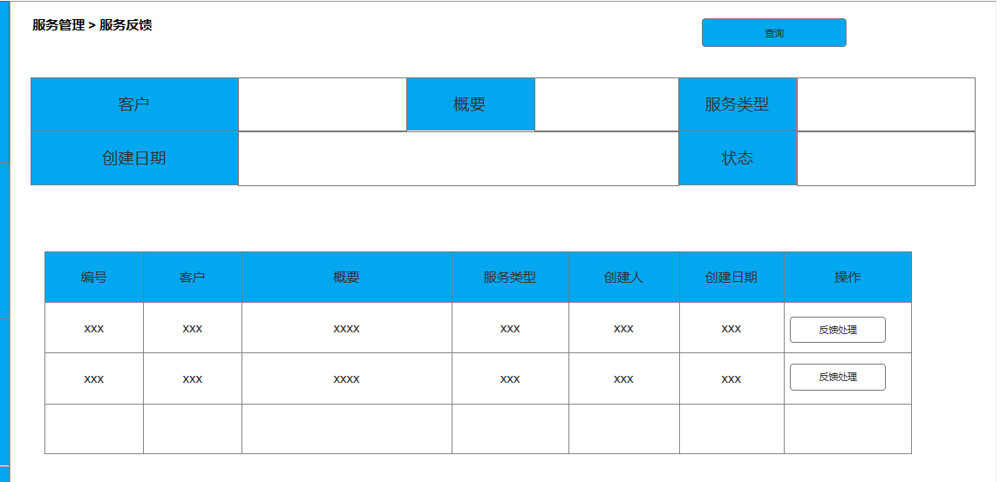 服务管理 > 服务反馈
查询
客户 概要 服务类型
创建日期 状态
编号 客户 概要 服务类型 创建人 创建日期 操作
xxx xxx xxxx xxx xxx xxx 反馈处理
xxx xxx xxxx xxx xxx xxx 反馈处理